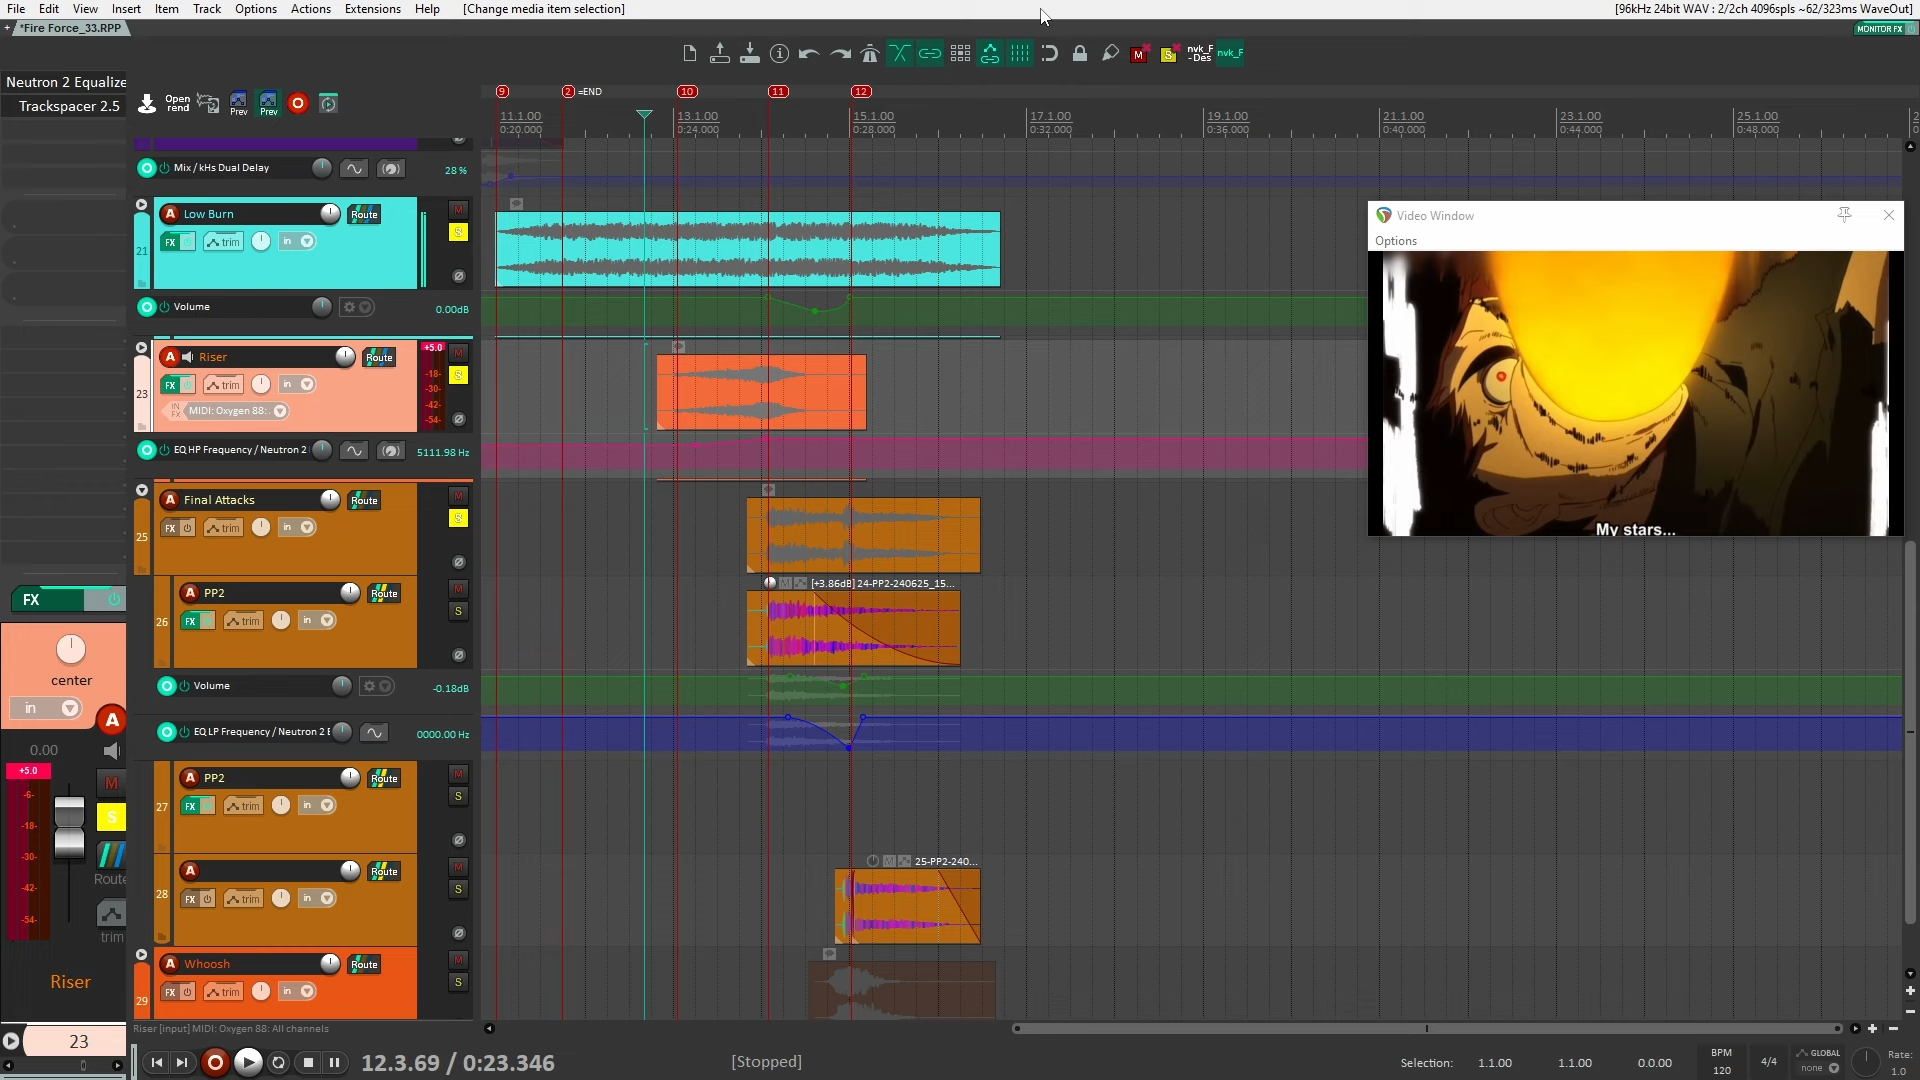 File Edit View Insert Item Track Options Actions Extensions Help [Change media item selection] [96kHz 24bit WAV : 2/2ch 4096spls ~62/323ms WaveOut]
*Fire Force_33.RPP MONITOR FX
M S nvk_F - Des nvk_F
Neutron 2 Equalize
Trackspacer 2.5
Open rend Prev Prev
9 2 =END 10 11 12
11.1.00 13.1.00 15.1.00 17.1.00 19.1.00 21.1.00 23.1.00 25.1.00
0:20.000 0:24.000 0:28.000 0:32.000 0:36.000 0:40.000 0:44.000 0:48.000
Mix / kHs Dual Delay 28 %
21 A Low Burn Route M S
FX trim in
Volume 0.00dB
23 A Riser Route M S
FX trim in
IN FX MIDI: Oxygen 88:
+5.0 -18- -30- -42- -54-
EQ HP Frequency / Neutron 2 5111.98 Hz
25 A Final Attacks Route M S
FX trim in
26 A PP2 Route M S
FX trim in
[+3.86dB] 24-PP2-240625_15...
Volume -0.18dB
EQ LP Frequency / Neutron 2 E 0000.00 Hz
27 A PP2 Route M S
FX trim in
28 A Route M S
FX trim in
25-PP2-240...
29 A Whoosh Route M S
FX trim in
Video Window
Options
My stars...
FX
center
in
A
0.00
+5.0
-6-
-18-
-30-
-42-
-54-
M
S
Route
trim
Riser
23
Riser [input] MIDI: Oxygen 88: All channels
12.3.69 / 0:23.346 [Stopped] Selection: 1.1.00 1.1.00 0.0.00 BPM 120 4/4 GLOBAL none Rate: 1.0